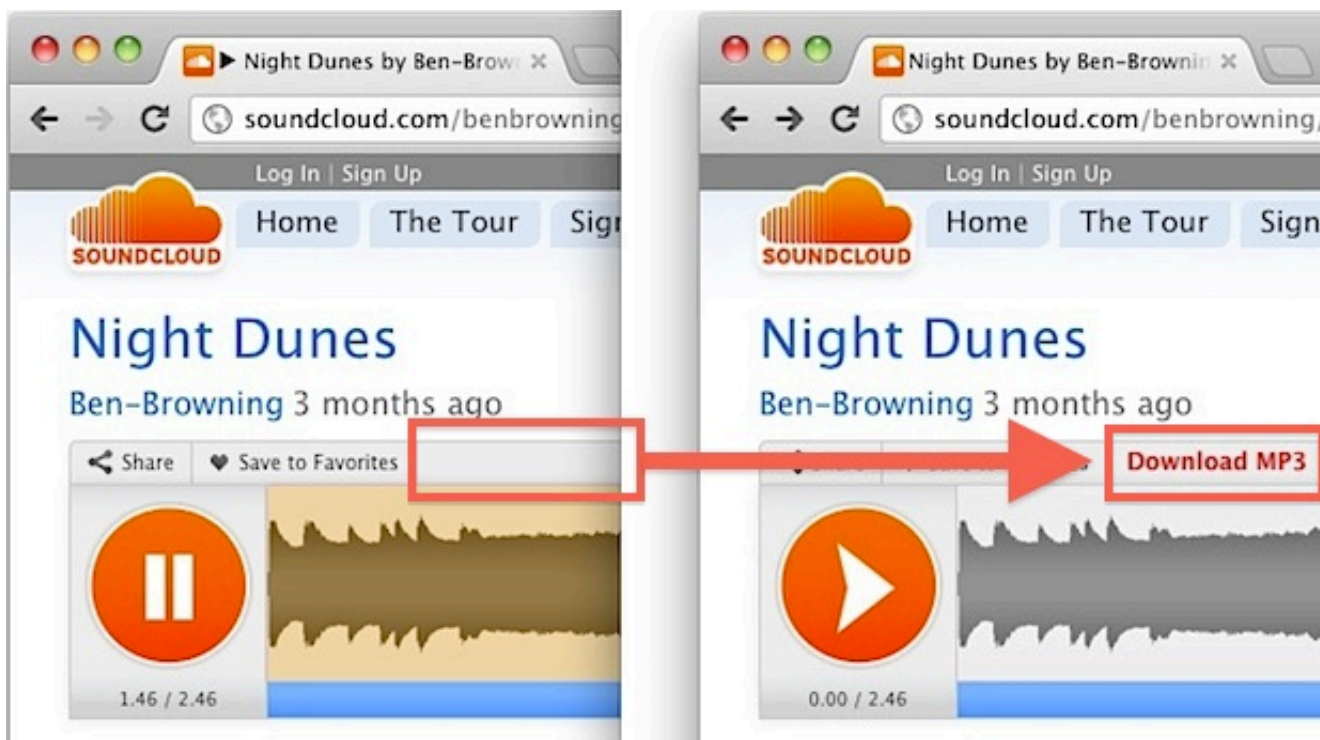 Night Dunes by Ben-Brow
soundcloud.com/benbrowning
Log In | Sign Up
SOUNDCLOUD
Home The Tour Sign
Night Dunes
Ben-Browning 3 months ago
Share Save to Favorites
1.46 / 2.46
Night Dunes by Ben-Brownin
soundcloud.com/benbrowning/
Log In | Sign Up
SOUNDCLOUD
Home The Tour Sign
Night Dunes
Ben-Browning 3 months ago
Download MP3
0.00 / 2.46